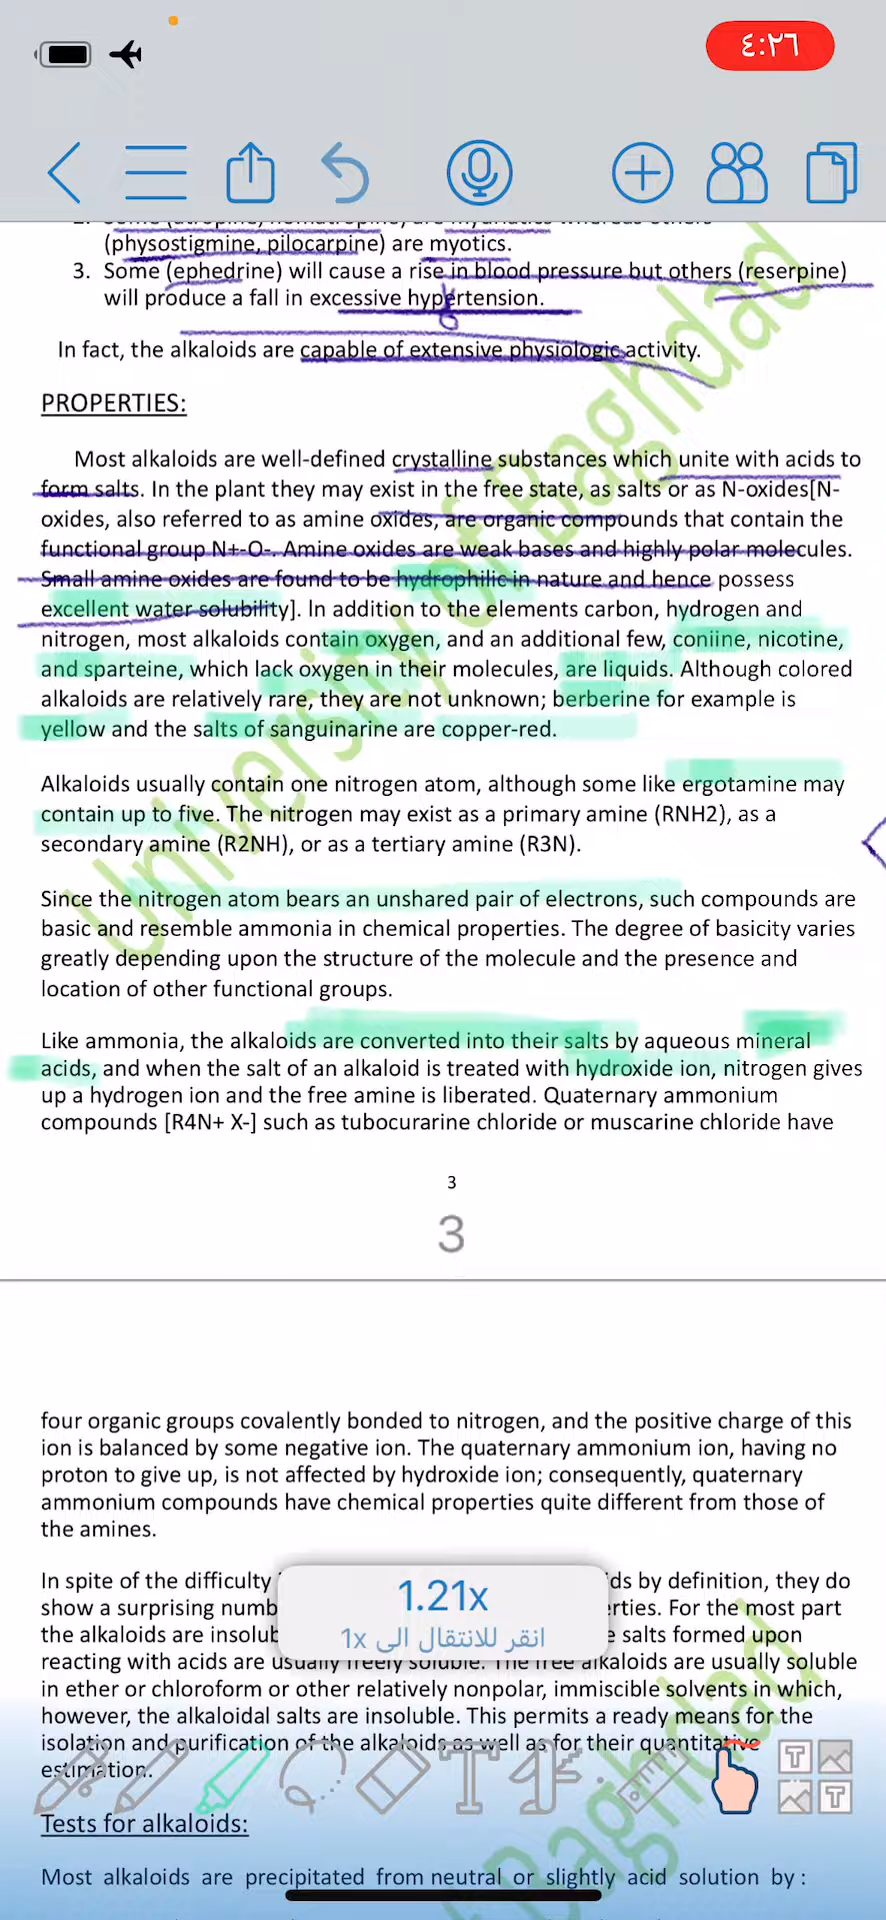 ٤:٢٦
(physostigmine, pilocarpine) are myotics.
3. Some (ephedrine) will cause a rise in blood pressure but others (reserpine)
will produce a fall in excessive hypertension.
In fact, the alkaloids are capable of extensive physiologic activity.
PROPERTIES:
Most alkaloids are well-defined crystalline substances which unite with acids to
form salts. In the plant they may exist in the free state, as salts or as N-oxides[N-
oxides, also referred to as amine oxides, are organic compounds that contain the
functional group N+-O-. Amine oxides are weak bases and highly polar molecules.
Small amine oxides are found to be hydrophilic in nature and hence possess
excellent water solubility]. In addition to the elements carbon, hydrogen and
nitrogen, most alkaloids contain oxygen, and an additional few, coniine, nicotine,
and sparteine, which lack oxygen in their molecules, are liquids. Although colored
alkaloids are relatively rare, they are not unknown; berberine for example is
yellow and the salts of sanguinarine are copper-red.
Alkaloids usually contain one nitrogen atom, although some like ergotamine may
contain up to five. The nitrogen may exist as a primary amine (RNH2), as a
secondary amine (R2NH), or as a tertiary amine (R3N).
Since the nitrogen atom bears an unshared pair of electrons, such compounds are
basic and resemble ammonia in chemical properties. The degree of basicity varies
greatly depending upon the structure of the molecule and the presence and
location of other functional groups.
Like ammonia, the alkaloids are converted into their salts by aqueous mineral
acids, and when the salt of an alkaloid is treated with hydroxide ion, nitrogen gives
up a hydrogen ion and the free amine is liberated. Quaternary ammonium
compounds [R4N+ X-] such as tubocurarine chloride or muscarine chloride have
3
3
University of Baghdad
four organic groups covalently bonded to nitrogen, and the positive charge of this
ion is balanced by some negative ion. The quaternary ammonium ion, having no
proton to give up, is not affected by hydroxide ion; consequently, quaternary
ammonium compounds have chemical properties quite different from those of
the amines.
In spite of the difficulty ds by definition, they do
show a surprising numb rties. For the most part
the alkaloids are insolub e salts formed upon
reacting with acids are usually freely soluble. The free alkaloids are usually soluble
in ether or chloroform or other relatively nonpolar, immiscible solvents in which,
however, the alkaloidal salts are insoluble. This permits a ready means for the
isolation and purification of the alkaloids as well as for their quantitative
estimation.
1.21x
انقر للانتقال الى 1x
Tests for alkaloids:
Most alkaloids are precipitated from neutral or slightly acid solution by :
Baghdad